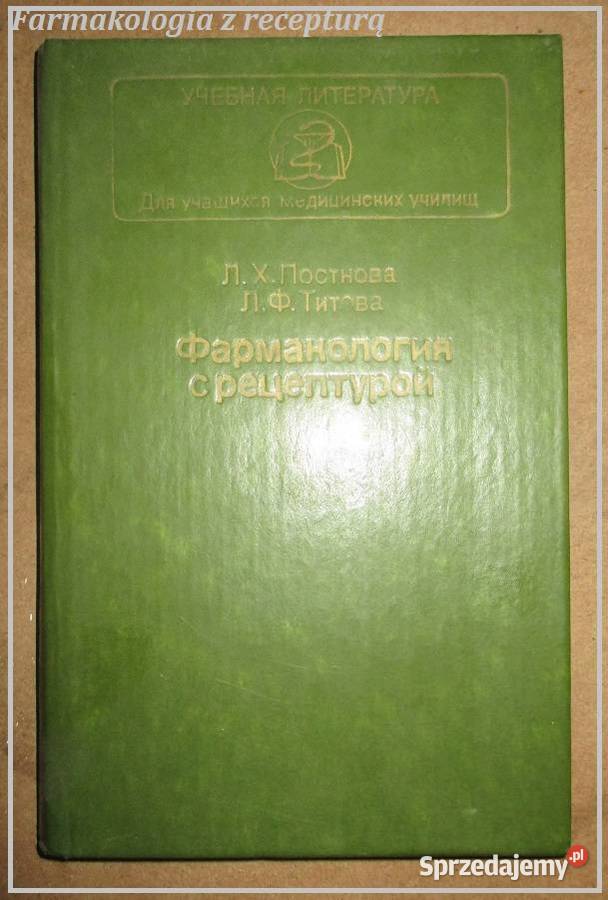 Farmakologia z recepturą
УЧЕБНАЯ ЛИТЕРАТУРА
Для учащихся медицинских училищ
Л. Х. Постнова
Л. Ф. Титова
Фармакология
с рецептурой
Sprzedajemy.pl